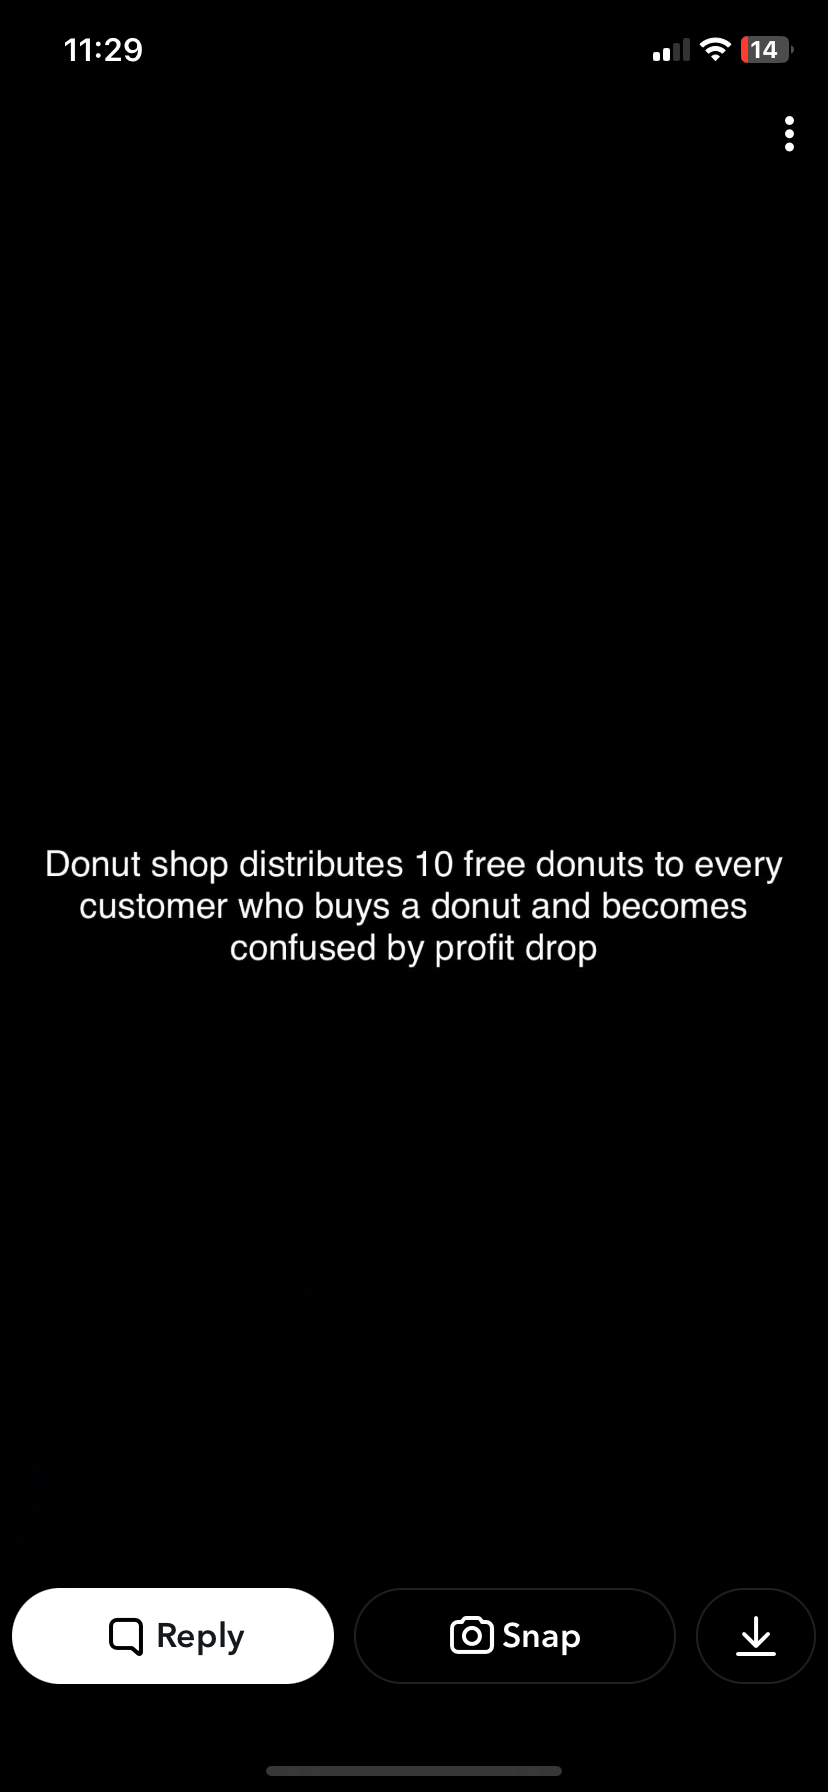 11:29
14
Donut shop distributes 10 free donuts to every
customer who buys a donut and becomes
confused by profit drop
Reply
Snap